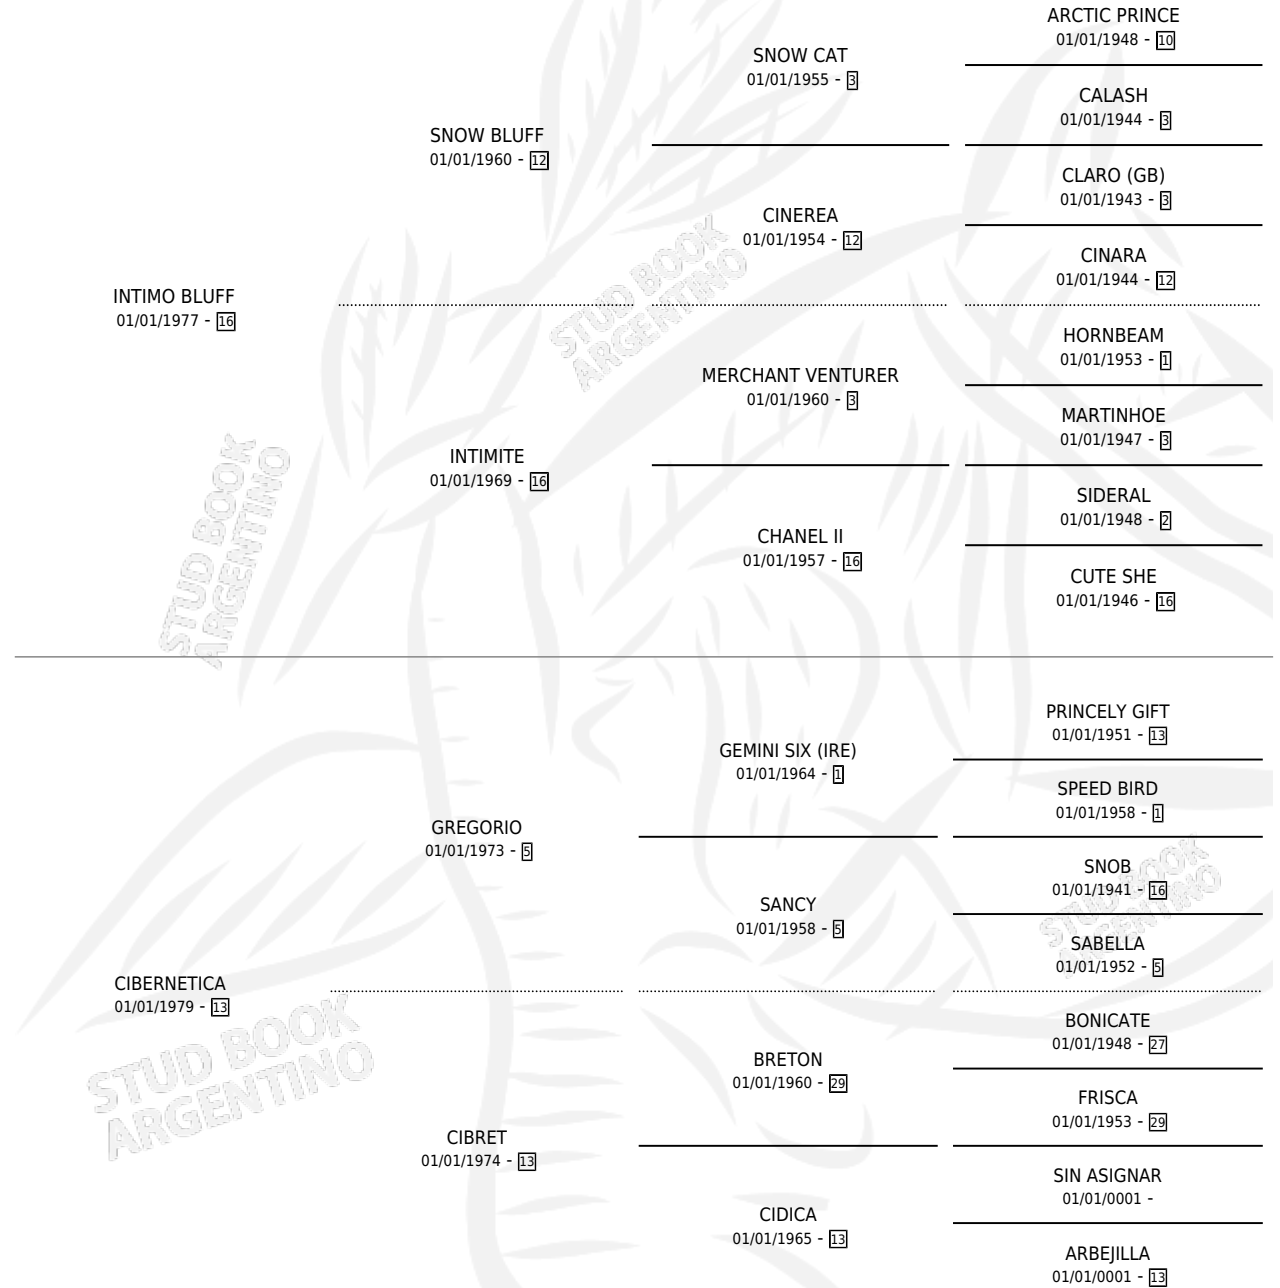 ARCTIC PRINCE
01/01/1948 - 10
SNOW CAT
01/01/1955 - 3
CALASH
01/01/1944 - 3
SNOW BLUFF
01/01/1960 - 12
CLARO (GB)
01/01/1943 - 3
CINEREA
01/01/1954 - 12
CINARA
01/01/1944 - 12
INTIMO BLUFF
01/01/1977 - 16
HORNBEAM
01/01/1953 - 1
MERCHANT VENTURER
01/01/1960 - 3
MARTINHOE
01/01/1947 - 3
INTIMITE
01/01/1969 - 16
SIDERAL
01/01/1948 - 2
CHANEL II
01/01/1957 - 16
CUTE SHE
01/01/1946 - 16
STUD BOOK
ARGENTINO
STUD BOOK
ARGENTINO
PRINCELY GIFT
01/01/1951 - 13
GEMINI SIX (IRE)
01/01/1964 - 1
SPEED BIRD
01/01/1958 - 1
GREGORIO
01/01/1973 - 5
SNOB
01/01/1941 - 16
SANCY
01/01/1958 - 5
SABELLA
01/01/1952 - 5
CIBERNETICA
01/01/1979 - 13
BONICATE
01/01/1948 - 27
BRETON
01/01/1960 - 29
FRISCA
01/01/1953 - 29
CIBRET
01/01/1974 - 13
SIN ASIGNAR
01/01/0001 -
CIDICA
01/01/1965 - 13
ARBEJILLA
01/01/0001 - 13
STUD BOOK
ARGENTINO
STUD BOOK
ARGENTINO